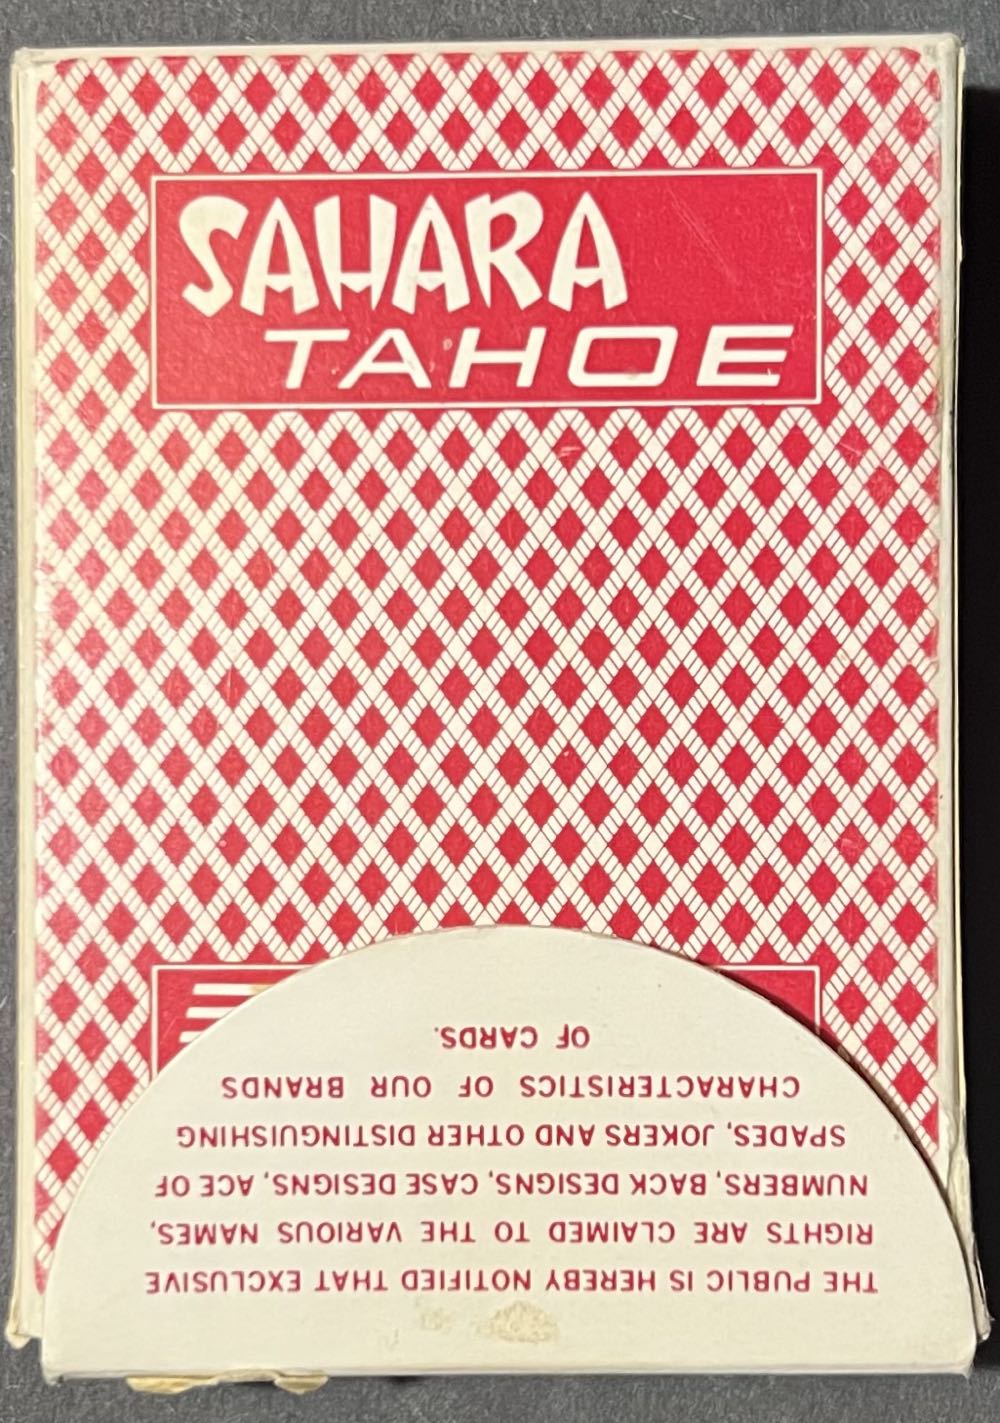 SAHARA
TAHOE
THE PUBLIC IS HEREBY NOTIFIED THAT EXCLUSIVE
RIGHTS ARE CLAIMED TO THE VARIOUS NAMES,
NUMBERS, BACK DESIGNS, CASE DESIGNS, ACE OF
SPADES, JOKERS AND OTHER DISTINGUISHING
CHARACTERISTICS OF OUR BRANDS
OF CARDS.